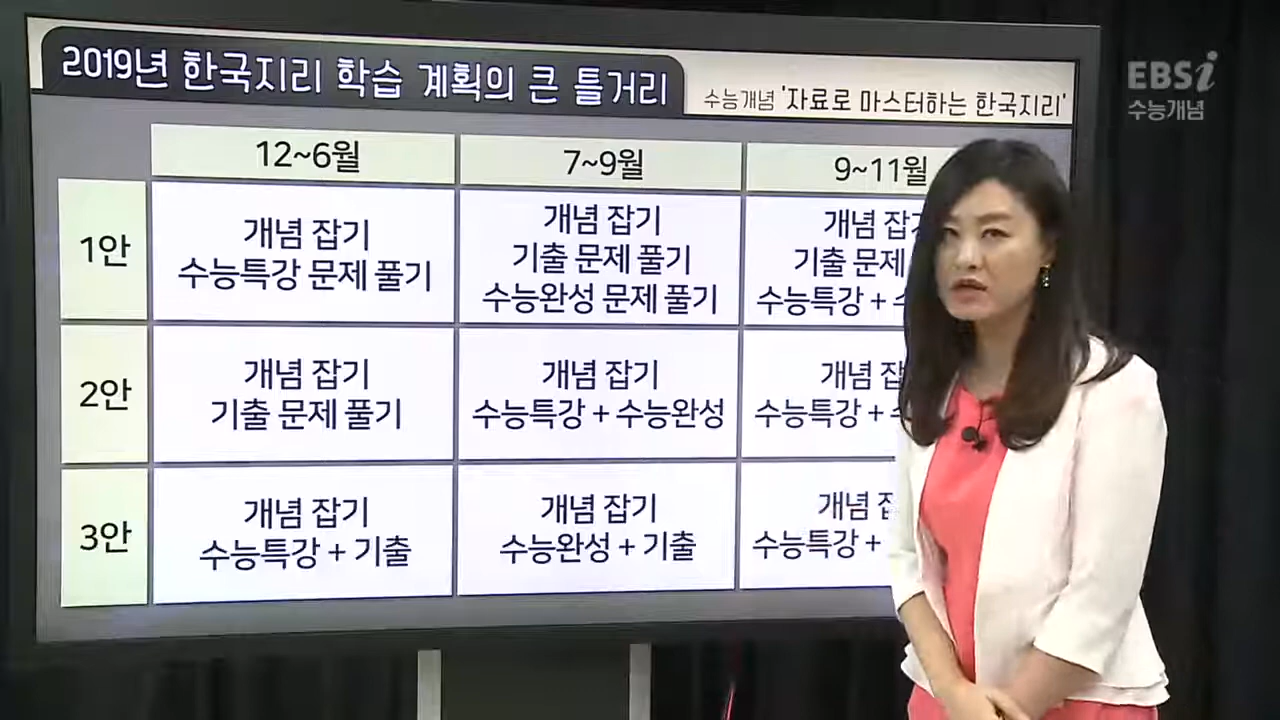 2019년 한국지리 학습 계획의 큰 틀거리
수능개념 '자료로 마스터하는 한국지리'
EBSi
수능개념
12~6월
7~9월
9~11월
1안
개념 잡기
수능특강 문제 풀기
개념 잡기
기출 문제 풀기
수능완성 문제 풀기
개념
기출 문제
수능특강 +
2안
개념 잡기
기출 문제 풀기
개념 잡기
수능특강 + 수능완성
개념
수능특강 +
3안
개념 잡기
수능특강 + 기출
개념 잡기
수능완성 + 기출
개념
수능특강 +